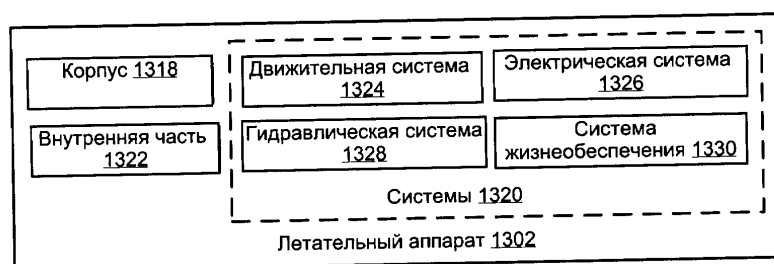 Корпус 1318
Внутренняя часть
1322
Движительная система
1324
Электрическая система
1326
Гидравлическая система
1328
Система
жизнеобеспечения 1330
Системы 1320
Летательный аппарат 1302